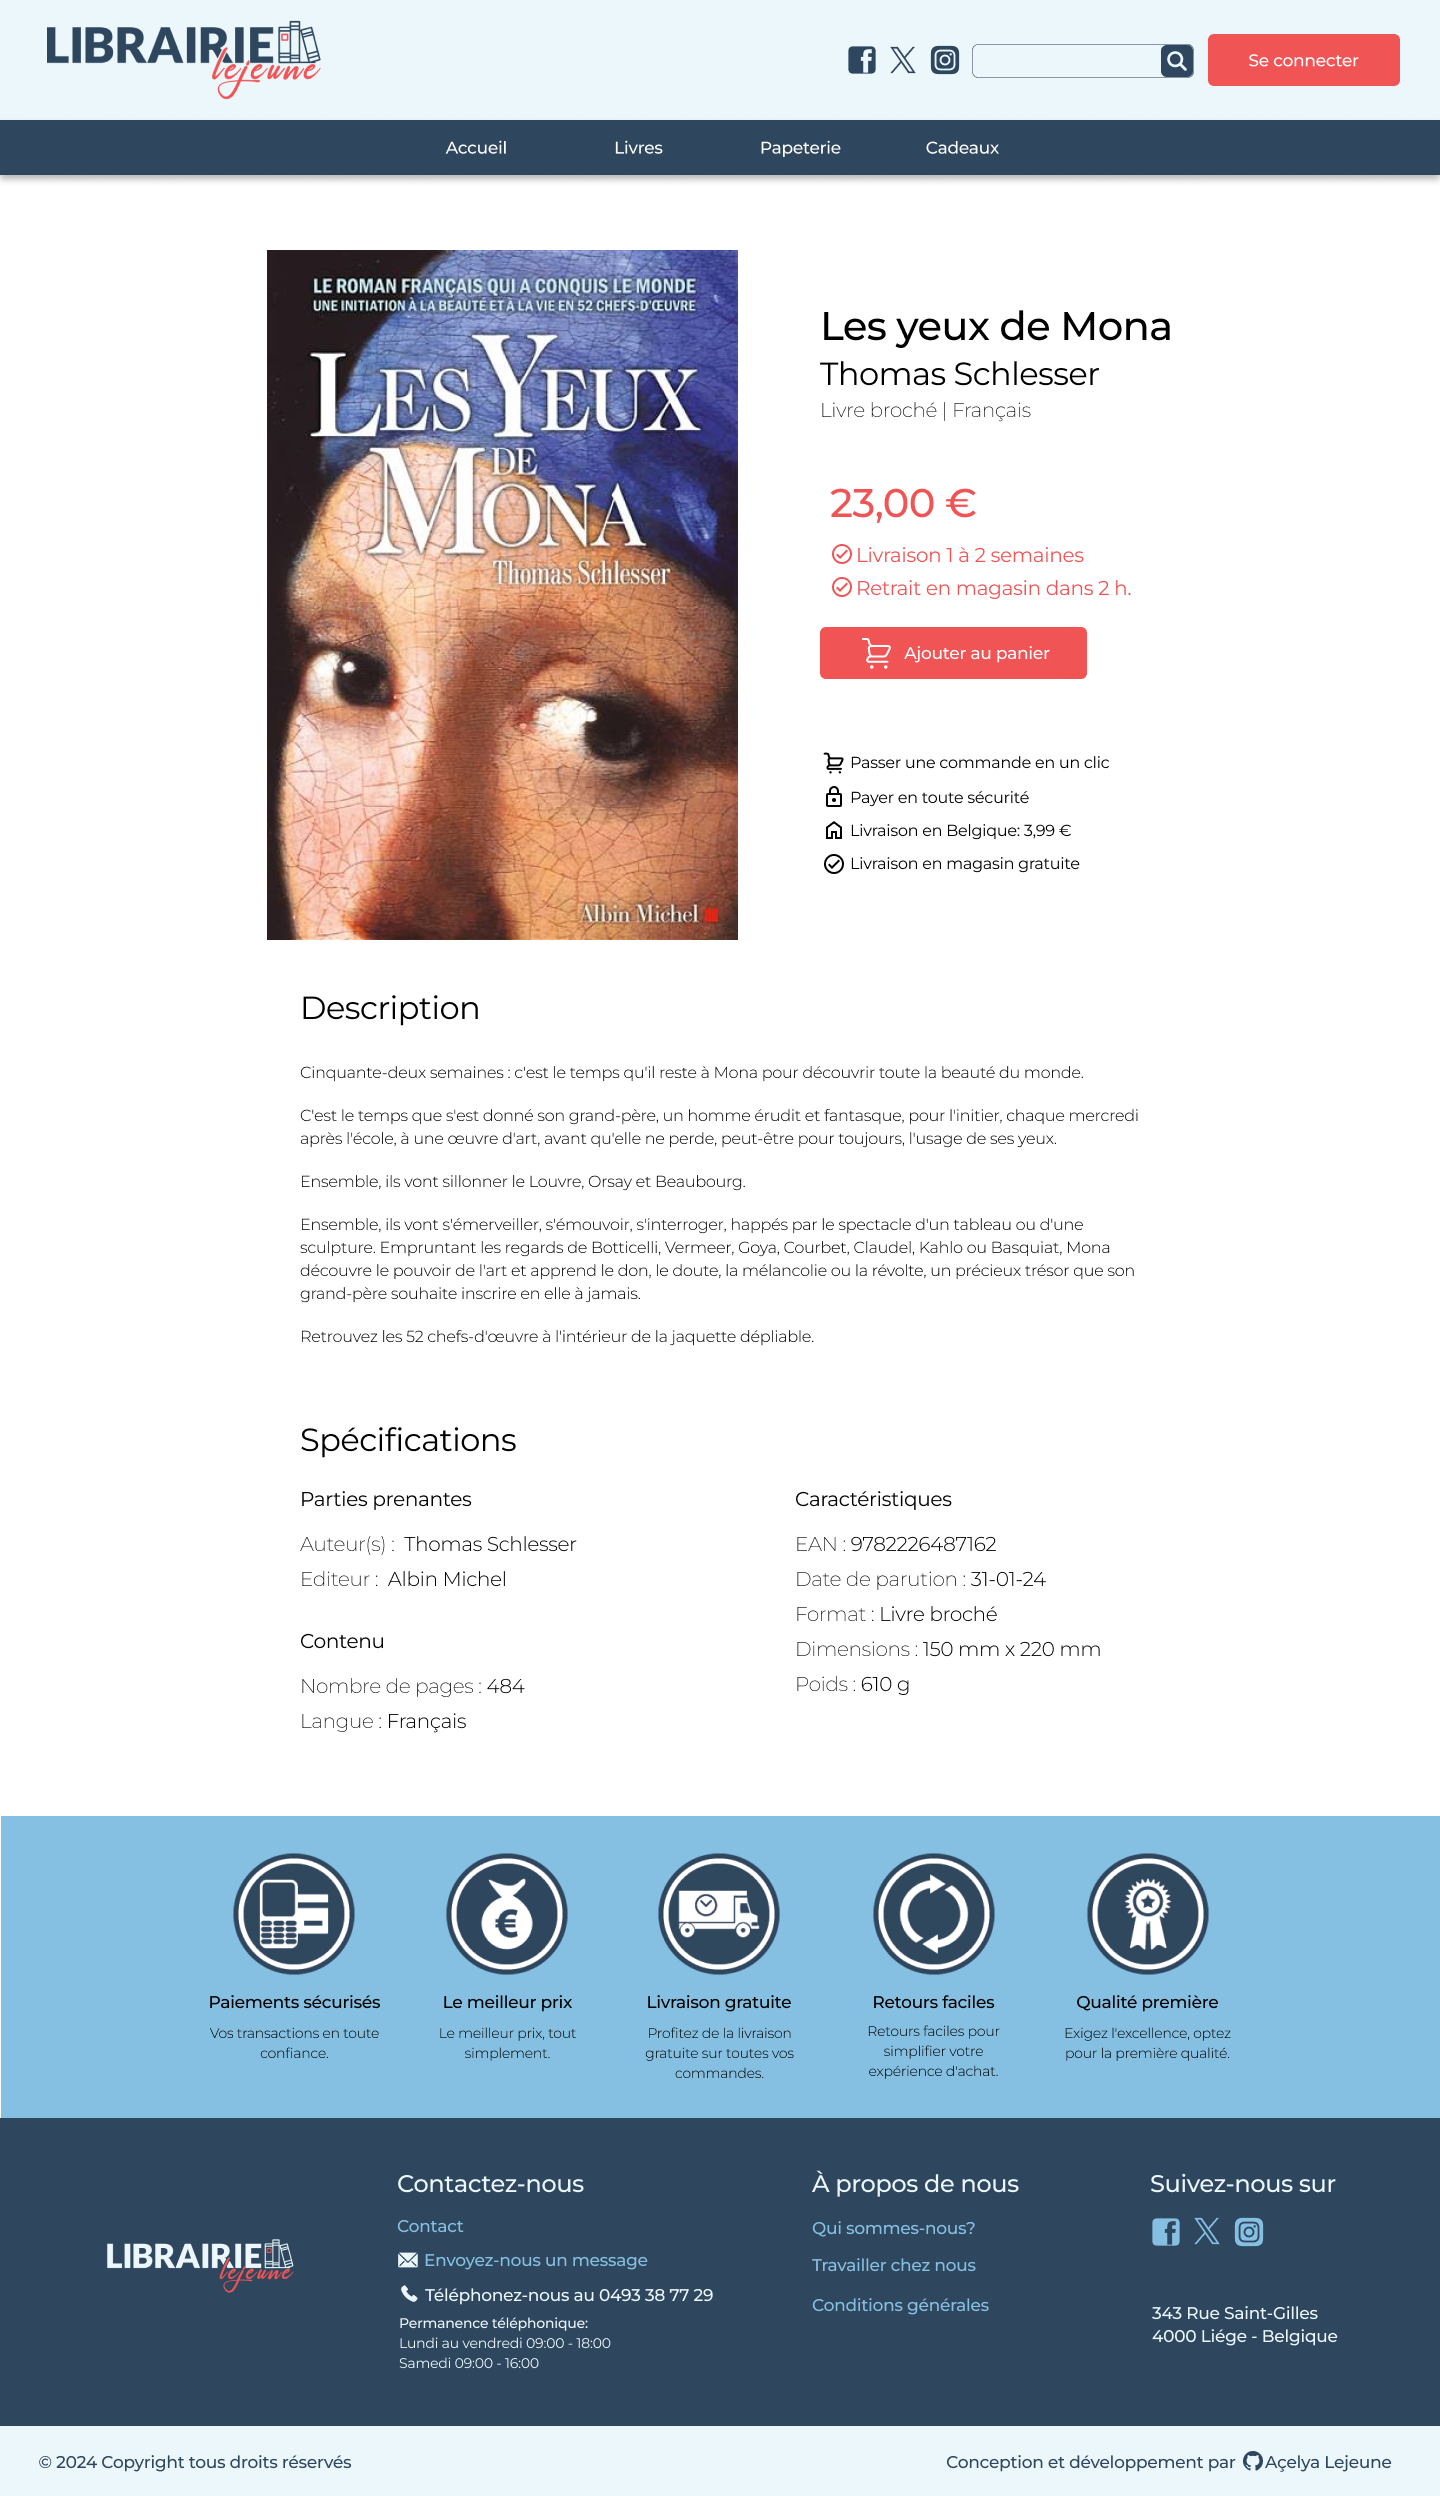 LIBRAIRIE
lejeune
Se connecter
Accueil Livres Papeterie Cadeaux
LE ROMAN FRANÇAIS QUI A CONQUIS LE MONDE
UNE INITIATION À LA BEAUTÉ ET À LA VIE EN 52 CHEFS-D'ŒUVRE
LES YEUX
DE
MONA
Thomas Schlesser
Albin Michel
Les yeux de Mona
Thomas Schlesser
Livre broché | Français
23,00 €
Livraison 1 à 2 semaines
Retrait en magasin dans 2 h.
Ajouter au panier
Passer une commande en un clic
Payer en toute sécurité
Livraison en Belgique: 3,99 €
Livraison en magasin gratuite
Description
Cinquante-deux semaines : c'est le temps qu'il reste à Mona pour découvrir toute la beauté du monde.
C'est le temps que s'est donné son grand-père, un homme érudit et fantasque, pour l'initier, chaque mercredi
après l'école, à une œuvre d'art, avant qu'elle ne perde, peut-être pour toujours, l'usage de ses yeux.
Ensemble, ils vont sillonner le Louvre, Orsay et Beaubourg.
Ensemble, ils vont s'émerveiller, s'émouvoir, s'interroger, happés par le spectacle d'un tableau ou d'une
sculpture. Empruntant les regards de Botticelli, Vermeer, Goya, Courbet, Claudel, Kahlo ou Basquiat, Mona
découvre le pouvoir de l'art et apprend le don, le doute, la mélancolie ou la révolte, un précieux trésor que son
grand-père souhaite inscrire en elle à jamais.
Retrouvez les 52 chefs-d'œuvre à l'intérieur de la jaquette dépliable.
Spécifications
Parties prenantes
Auteur(s) : Thomas Schlesser
Editeur : Albin Michel
Contenu
Nombre de pages : 484
Langue : Français
Caractéristiques
EAN : 9782226487162
Date de parution : 31-01-24
Format : Livre broché
Dimensions : 150 mm x 220 mm
Poids : 610 g
Paiements sécurisés
Vos transactions en toute
confiance.
€
Le meilleur prix
Le meilleur prix, tout
simplement.
Livraison gratuite
Profitez de la livraison
gratuite sur toutes vos
commandes.
Retours faciles
Retours faciles pour
simplifier votre
expérience d'achat.
Qualité première
Exigez l'excellence, optez
pour la première qualité.
LIBRAIRIE
lejeune
Contactez-nous
Contact
Envoyez-nous un message
Téléphonez-nous au 0493 38 77 29
Permanence téléphonique:
Lundi au vendredi 09:00 - 18:00
Samedi 09:00 - 16:00
À propos de nous
Qui sommes-nous?
Travailler chez nous
Conditions générales
Suivez-nous sur
343 Rue Saint-Gilles
4000 Liége - Belgique
© 2024 Copyright tous droits réservés
Conception et développement par Açelya Lejeune